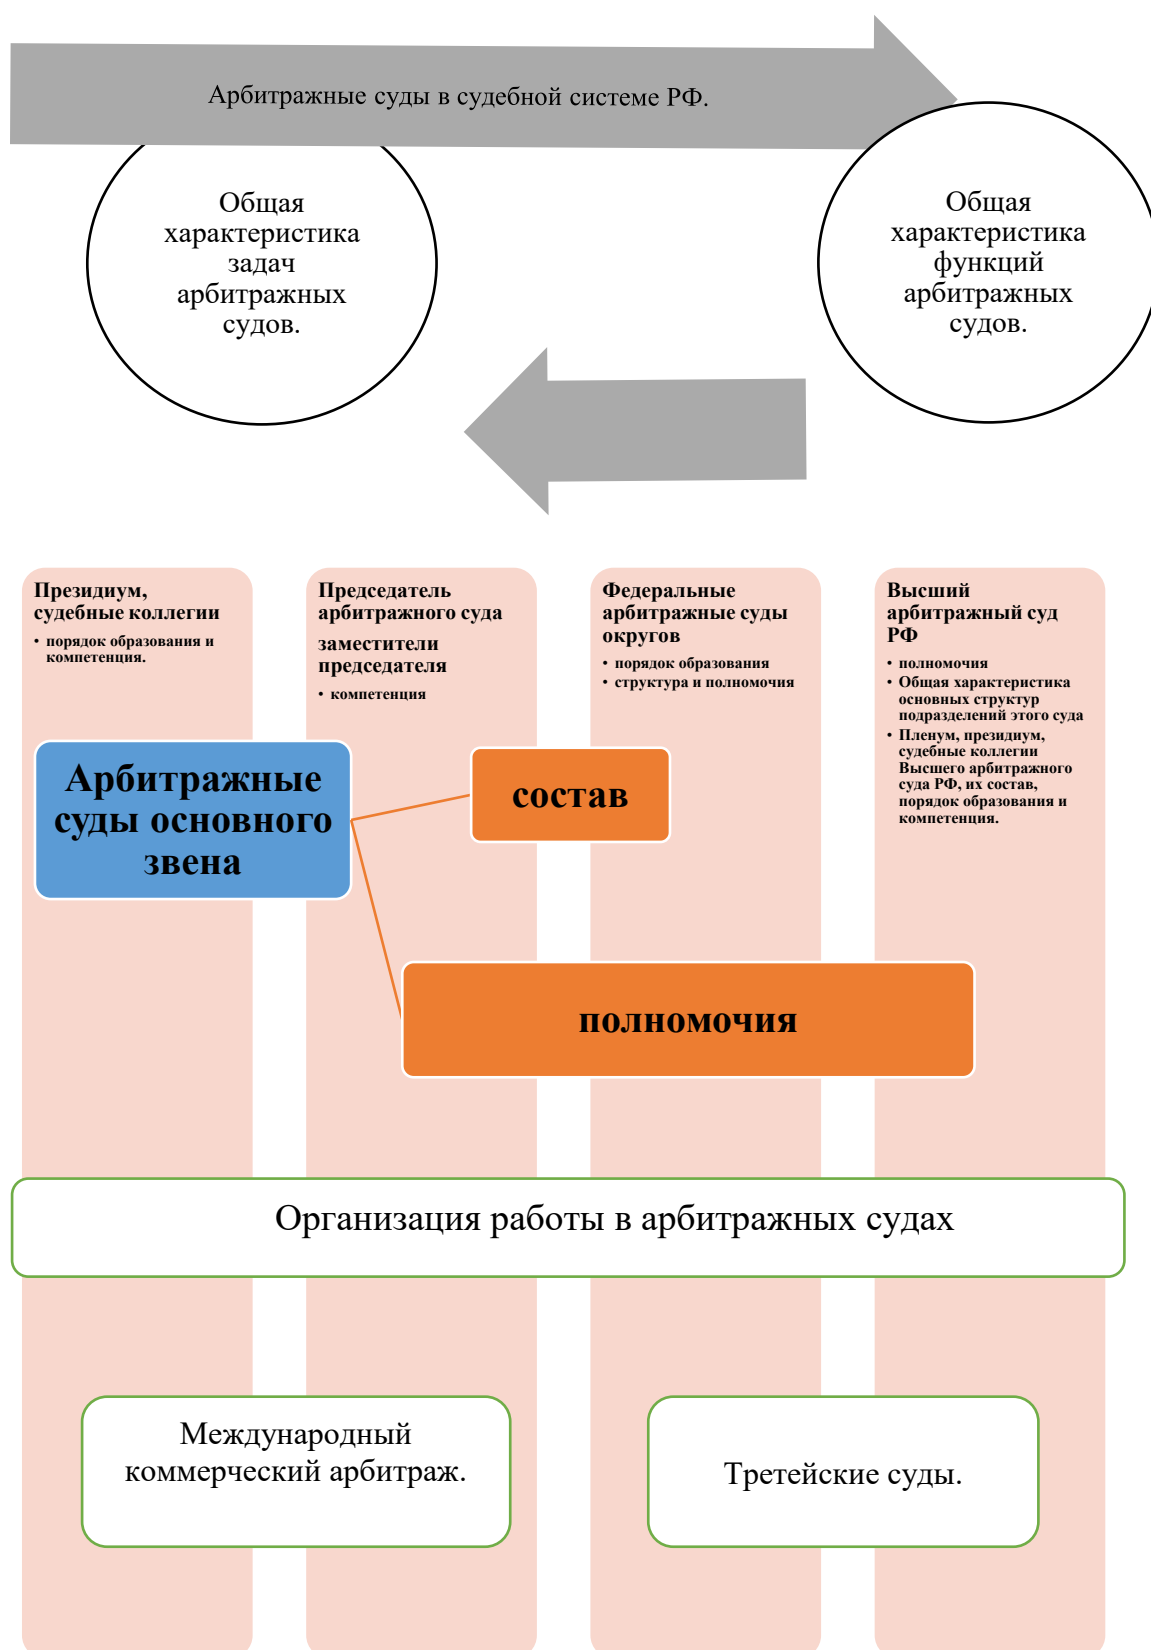 Арбитражные суды в судебной системе РФ.
Общая
характеристика
задач
арбитражных
судов.
Общая
характеристика
функций
арбитражных
судов.
Президиум,
судебные коллегии
• порядок образования и
компетенция.
Председатель
арбитражного суда
заместители
председателя
• компетенция
Федеральные
арбитражные суды
округов
• порядок образования
• структура и полномочия
Высший
арбитражный суд
РФ
• полномочия
• Общая характеристика
основных структур
подразделений этого суда
• Пленум, президиум,
судебные коллегии
Высшего арбитражного
суда РФ, их состав,
порядок образования и
компетенция.
Арбитражные
суды основного
звена
состав
полномочия
Организация работы в арбитражных судах
Международный
коммерческий арбитраж.
Третейские суды.